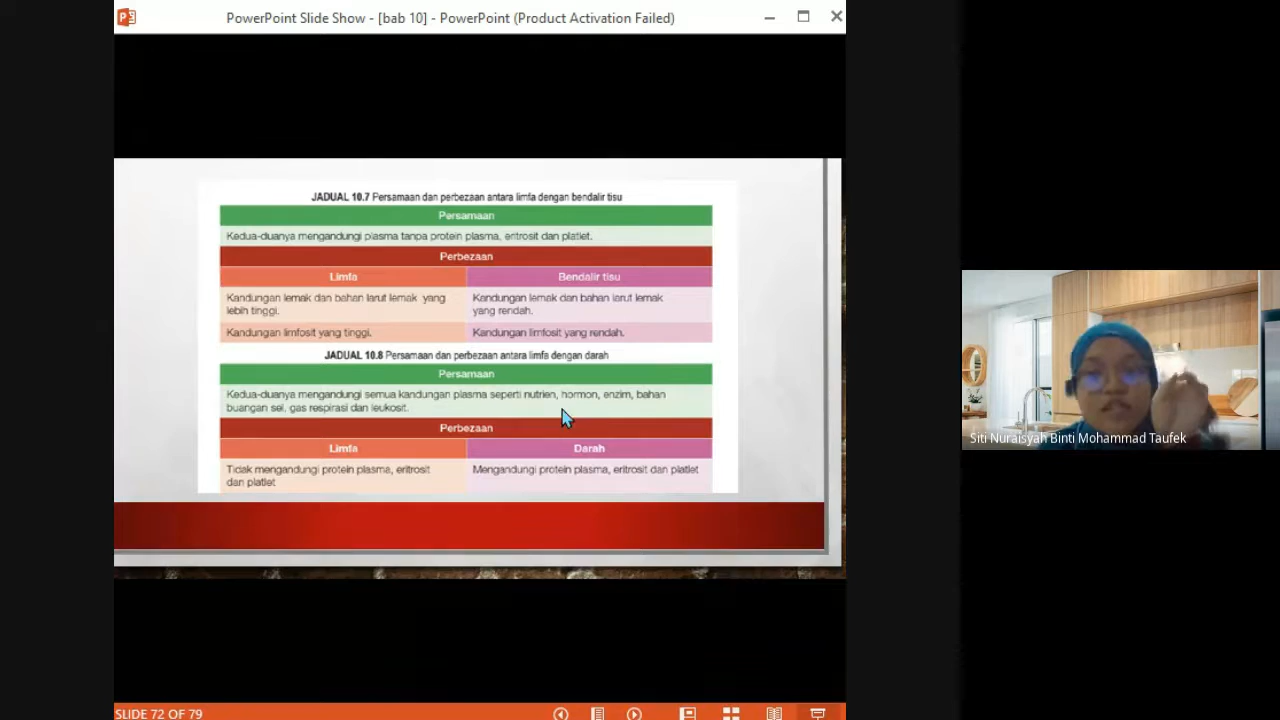 PowerPoint Slide Show - [bab 10] - PowerPoint (Product Activation Failed)
JADUAL 10.7 Persamaan dan perbezaan antara limfa dengan bendalir tisu
Persamaan
Kedua-duanya mengandungi plasma tanpa protein plasma, eritrosit dan platlet.
Perbezaan
Limfa
Bendalir tisu
Kandungan lemak dan bahan larut lemak yang
lebih tinggi.
Kandungan lemak dan bahan larut lemak
yang rendah.
Kandungan limfosit yang tinggi.
Kandungan limfosit yang rendah.
JADUAL 10.8 Persamaan dan perbezaan antara limfa dengan darah
Persamaan
Kedua-duanya mengandungi semua kandungan plasma seperti nutrien, hormon, enzim, bahan
buangan sel, gas respirasi dan leukosit.
Perbezaan
Limfa
Darah
Tidak mengandungi protein plasma, eritrosit
dan platlet
Mengandungi protein plasma, eritrosit dan platlet
Siti Nuraisyah Binti Mohammad Taufek
SLIDE 72 OF 79